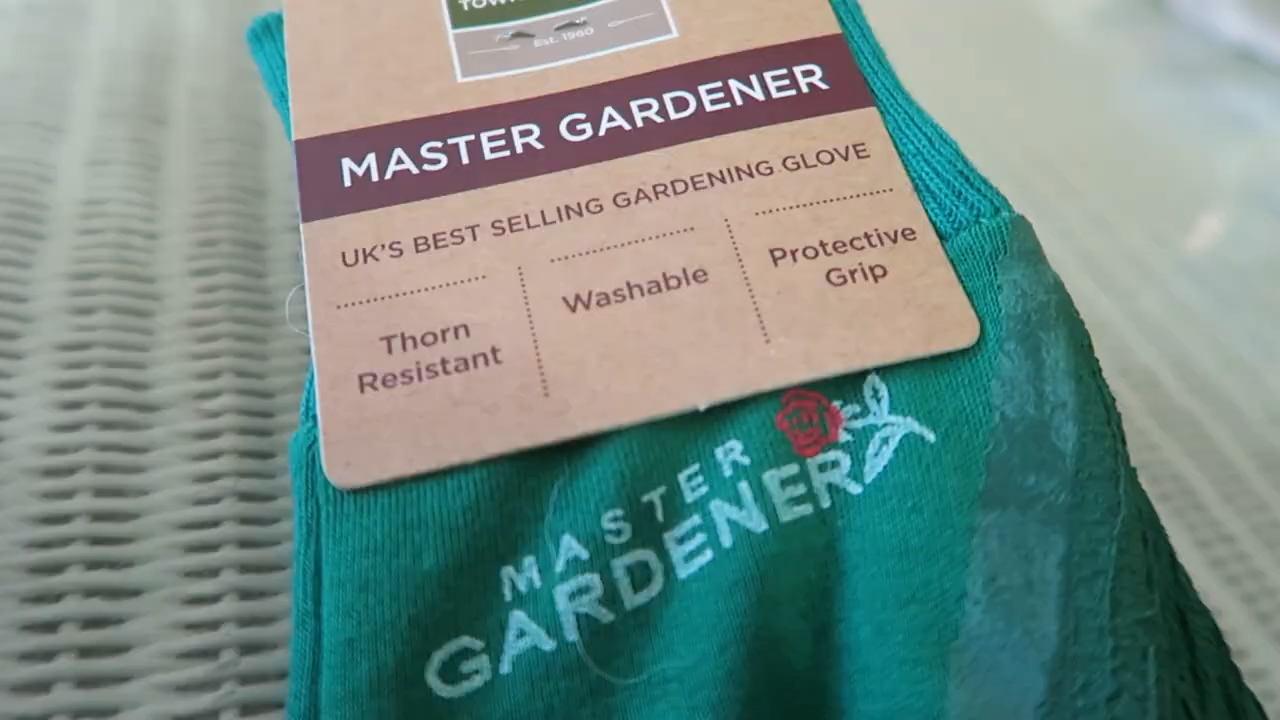 Est. 1960
MASTER GARDENER
UK'S BEST SELLING GARDENING GLOVE
Thorn
Resistant
Washable
Protective
Grip
MASTER
GARDENER